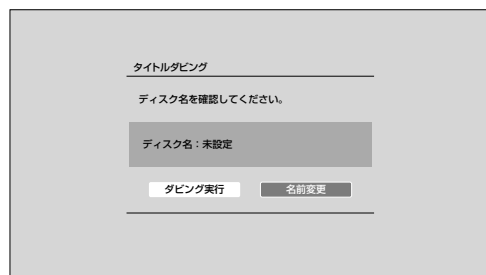 タイトルダビング
ディスク名を確認してください。
ディスク名：未設定
ダビング実行 名前変更